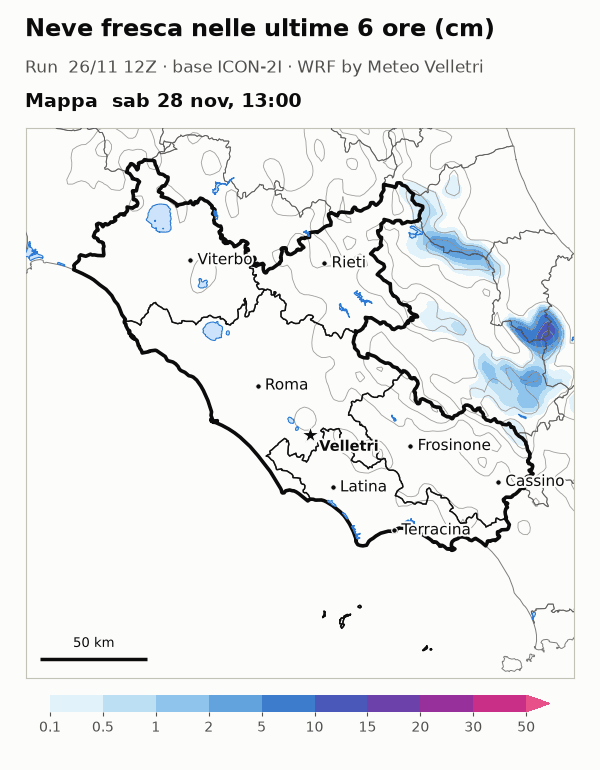 Neve fresca nelle ultime 6 ore (cm)
Run 26/11 12Z · base ICON-2I · WRF by Meteo Velletri
Mappa sab 28 nov, 13:00
Viterbo
Rieti
Roma
Velletri
Frosinone
Cassino
Latina
Terracina
50 km
0.1 0.5 1 2 5 10 15 20 30 50